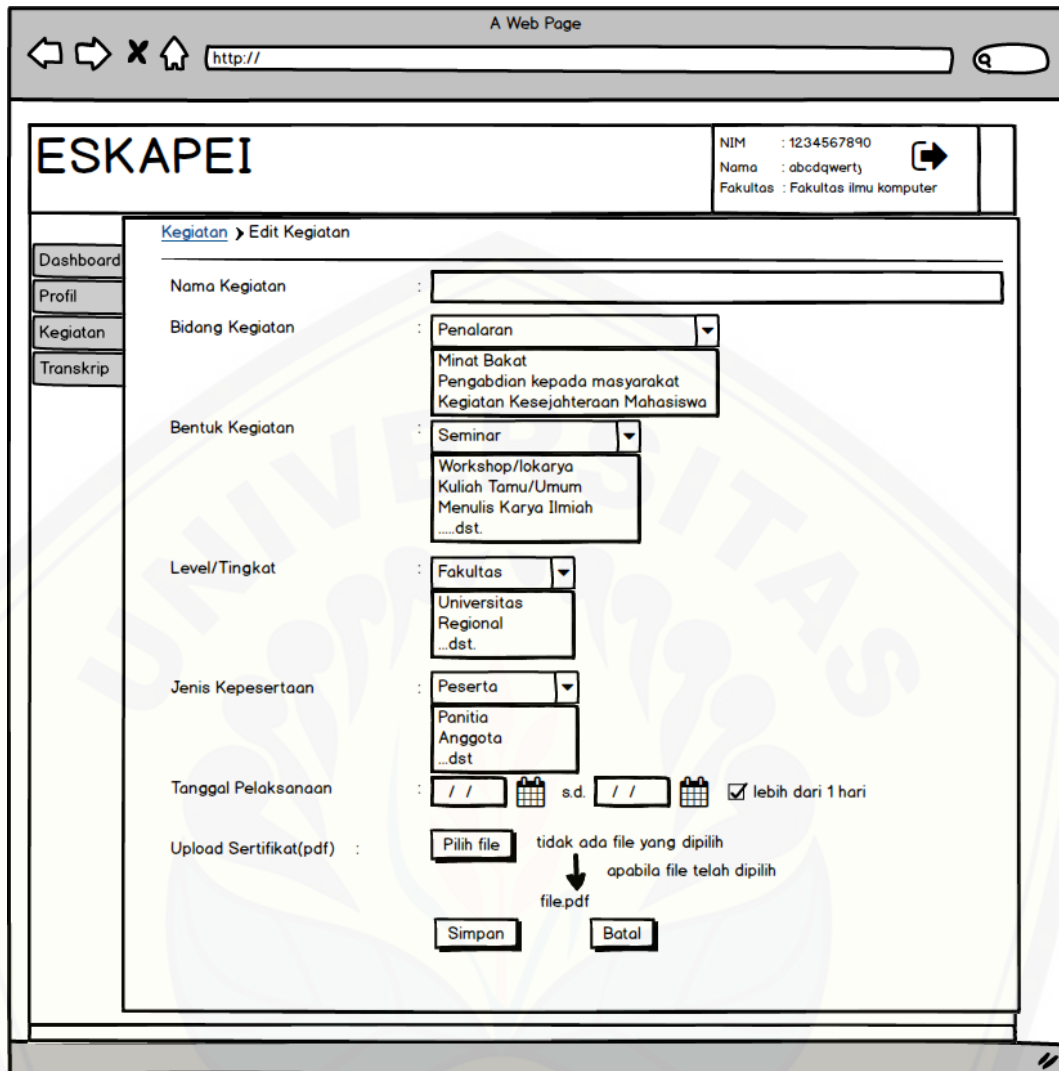 A Web Page
http://
ESKAPEI
NIM : 1234567890
Nama : abcdqwerty
Fakultas : Fakultas ilmu komputer
Kegiatan > Edit Kegiatan
Dashboard
Profil
Kegiatan
Transkrip
Nama Kegiatan :
Bidang Kegiatan : Penalaran
Minat Bakat
Pengabdian kepada masyarakat
Kegiatan Kesejahteraan Mahasiswa
Bentuk Kegiatan : Seminar
Workshop/lokarya
Kuliah Tamu/Umum
Menulis Karya Ilmiah
.....dst.
Level/Tingkat : Fakultas
Universitas
Regional
...dst.
Jenis Kepesertaan : Peserta
Panitia
Anggota
...dst
Tanggal Pelaksanaan : / / s.d. / / lebih dari 1 hari
Upload Sertifikat(pdf) : Pilih file tidak ada file yang dipilih
apabila file telah dipilih
file.pdf
Simpan Batal
UNIVERSITAS